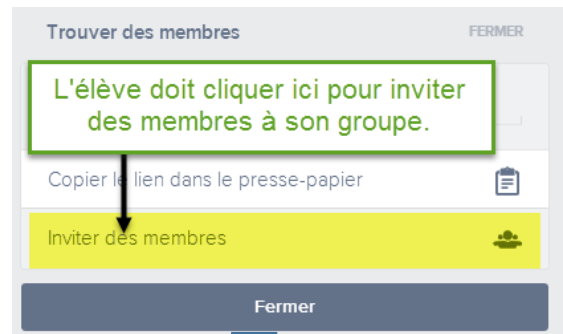 Trouver des membres
FERMER
L'élève doit cliquer ici pour inviter
des membres à son groupe.
Copier le lien dans le presse-papier
Inviter des membres
Fermer